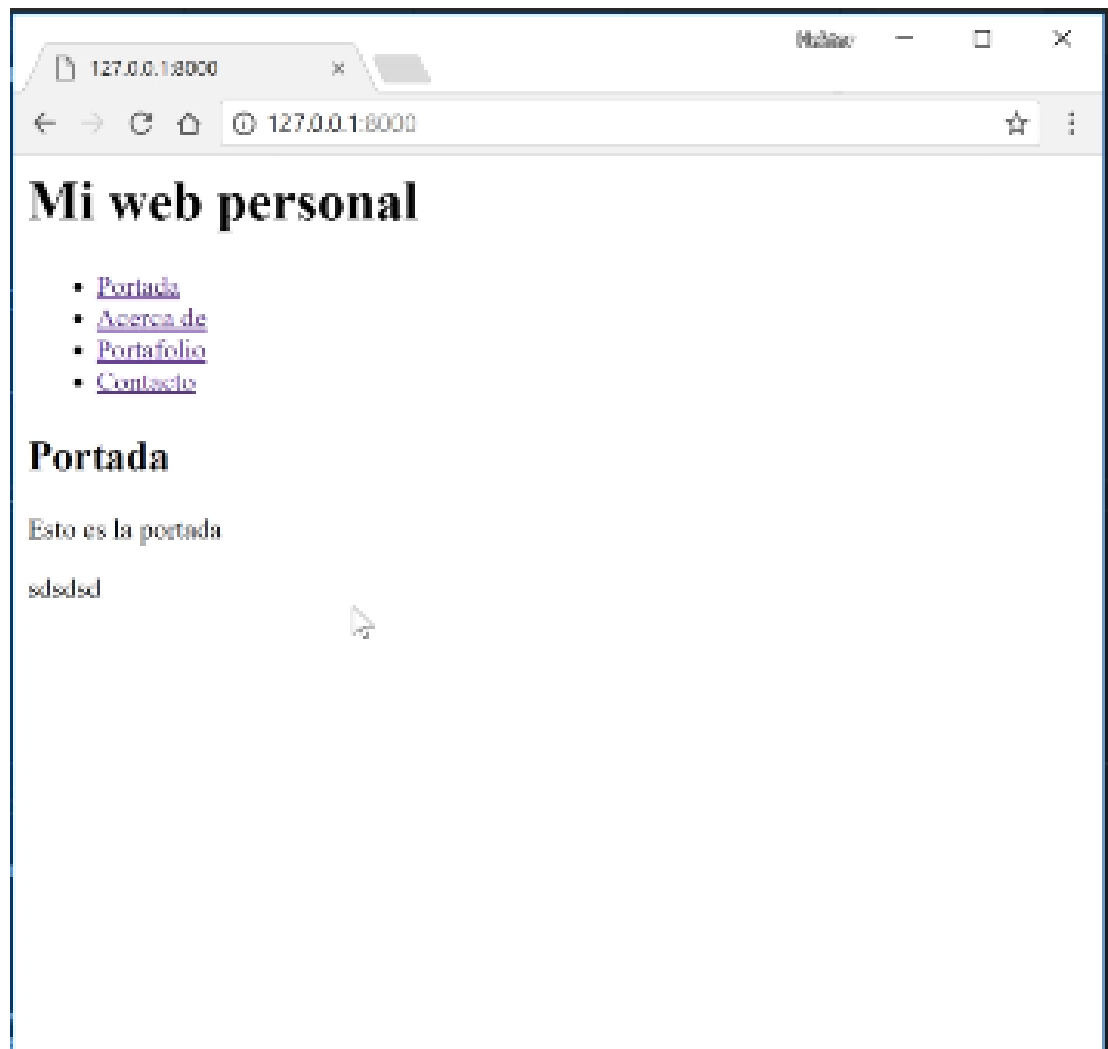 127.0.0.1:8000
127.0.0.1:8000
Mi web personal
Portada
Acerca de
Portafolio
Contacto
Portada
Esto es la portada
sdsdsd